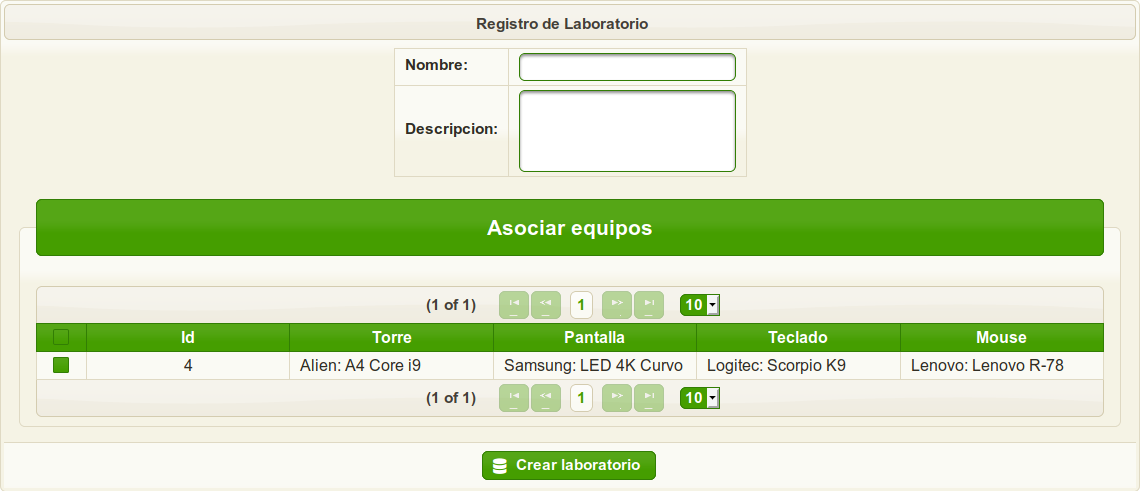 Registro de Laboratorio
Nombre:
Descripcion:
Asociar equipos
(1 of 1) 1 10
Id Torre Pantalla Teclado Mouse
4 Alien: A4 Core i9 Samsung: LED 4K Curvo Logitec: Scorpio K9 Lenovo: Lenovo R-78
(1 of 1) 1 10
Crear laboratorio